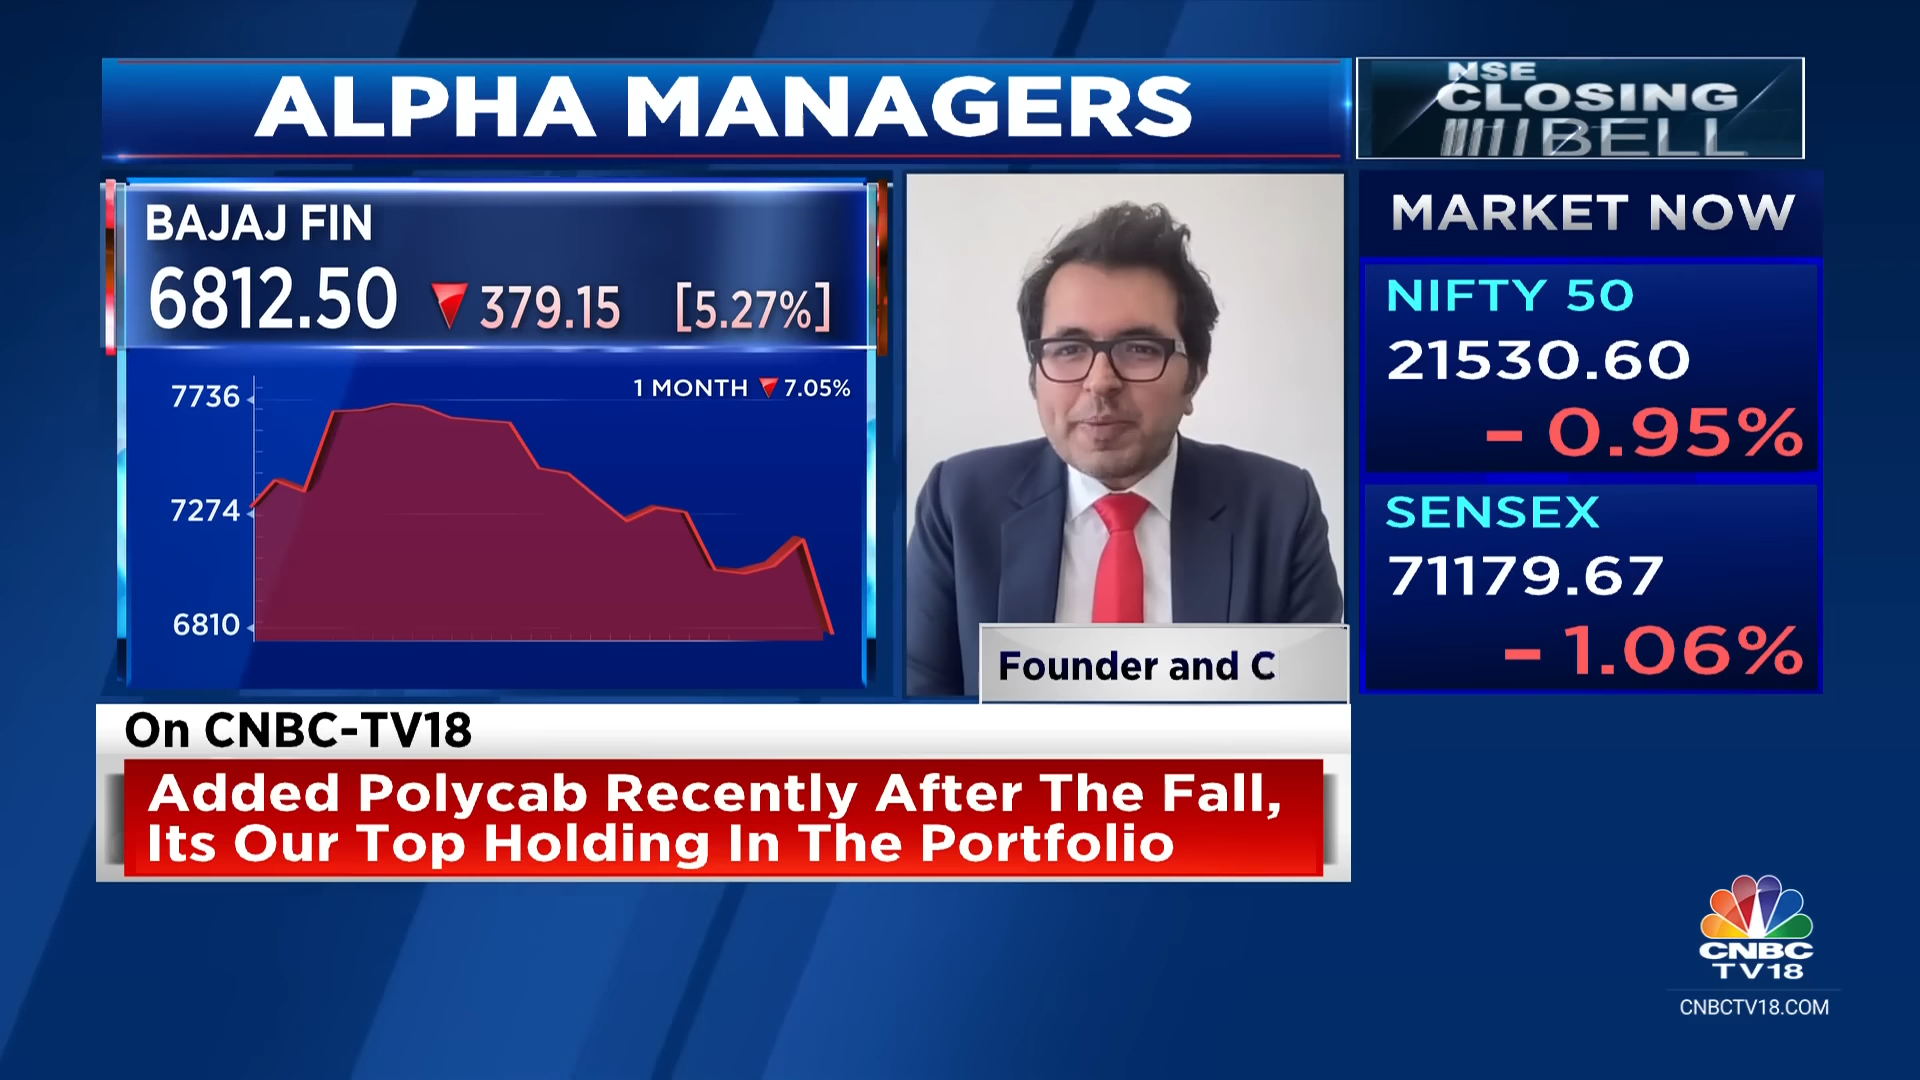 ALPHA MANAGERS
NSE
CLOSING
BELL
BAJAJ FIN
6812.50 ▼ 379.15 [5.27%]
1 MONTH ▼ 7.05%
7736
7274
6810
MARKET NOW
NIFTY 50
21530.60
– 0.95%
SENSEX
71179.67
– 1.06%
Founder and C
On CNBC-TV18
Added Polycab Recently After The Fall,
Its Our Top Holding In The Portfolio
CNBC
TV18
CNBCTV18.COM